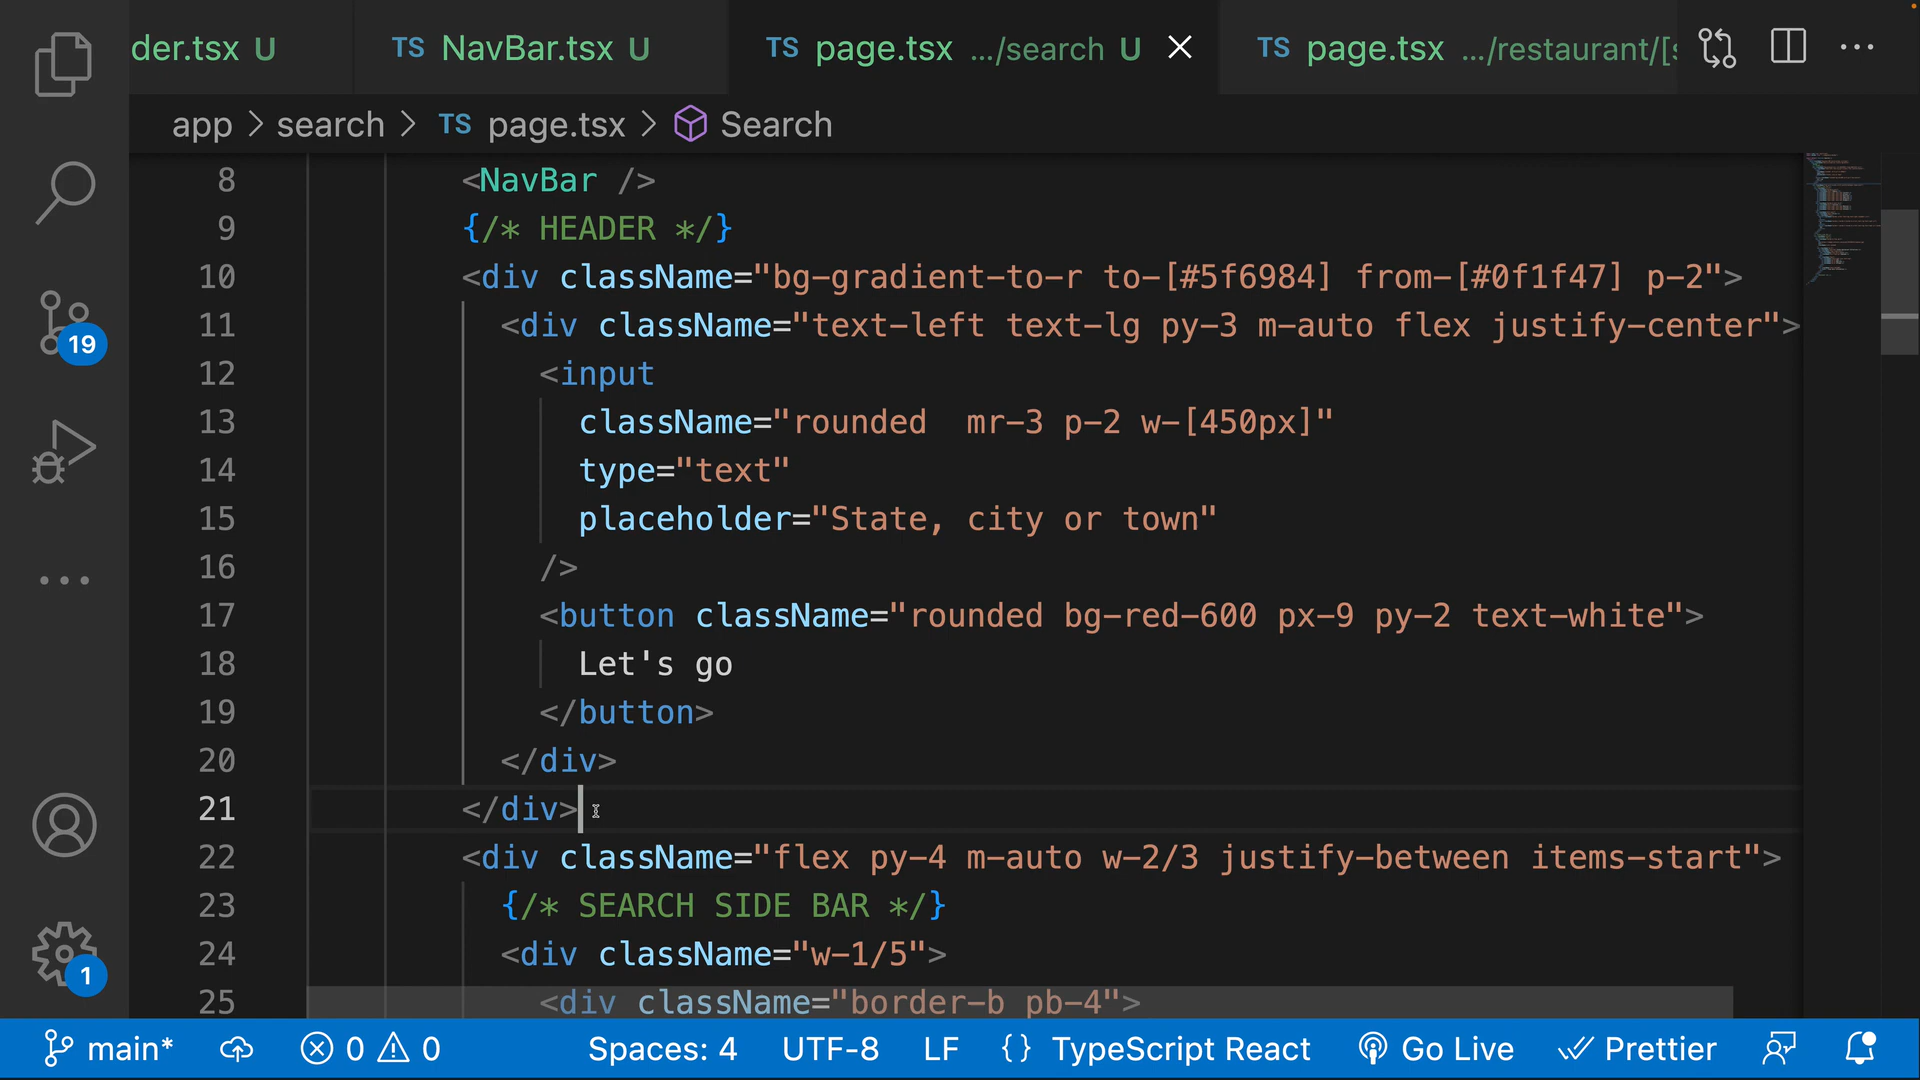 der.tsx U
TS NavBar.tsx U
TS page.tsx .../search U
TS page.tsx .../restaurant/[s
app > search > TS page.tsx > Search
8 <NavBar />
9 {/* HEADER */}
10 <div className="bg-gradient-to-r to-[#5f6984] from-[#0f1f47] p-2">
11 <div className="text-left text-lg py-3 m-auto flex justify-center">
12 <input
13 className="rounded  mr-3 p-2 w-[450px]"
14 type="text"
15 placeholder="State, city or town"
16 />
17 <button className="rounded bg-red-600 px-9 py-2 text-white">
18 Let's go
19 </button>
20 </div>
21 </div>
22 <div className="flex py-4 m-auto w-2/3 justify-between items-start">
23 {/* SEARCH SIDE BAR */}
24 <div className="w-1/5">
25 <div className="border-b pb-4">
19
1
main* 0 0 Spaces: 4 UTF-8 LF {} TypeScript React Go Live Prettier